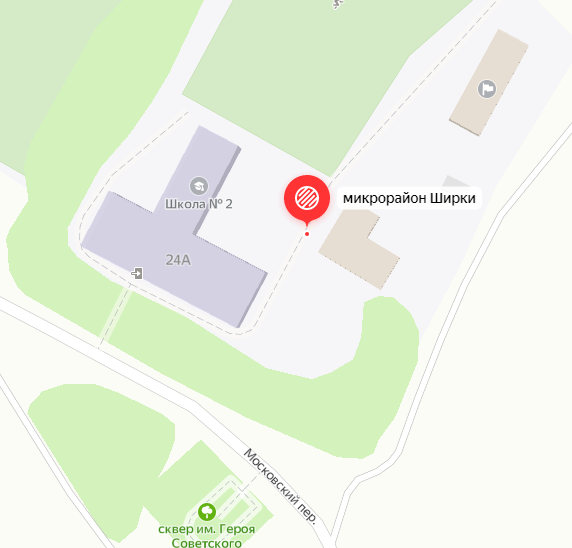 микрорайон Ширки
Школа № 2
24А
Московский пер.
сквер им. Героя
Советского